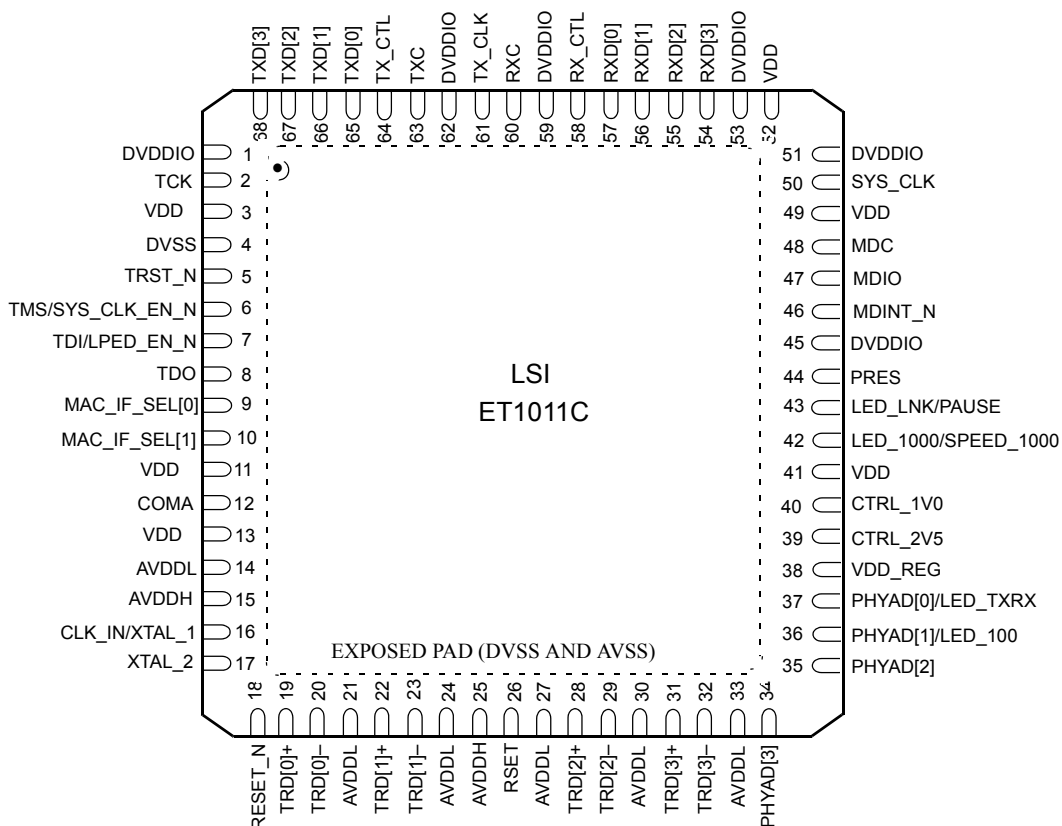 TXD[3]
TXD[2]
TXD[1]
TXD[0]
TX_CTL
TXC
DVDDIO
TX_CLK
RXC
DVDDIO
RX_CTL
RXD[0]
RXD[1]
RXD[2]
RXD[3]
DVDDIO
VDD
68
67
66
65
64
63
62
61
60
59
58
57
56
55
54
53
52
DVDDIO 1
TCK 2
VDD 3
DVSS 4
TRST_N 5
TMS/SYS_CLK_EN_N 6
TDI/LPED_EN_N 7
TDO 8
MAC_IF_SEL[0] 9
MAC_IF_SEL[1] 10
VDD 11
COMA 12
VDD 13
AVDDL 14
AVDDH 15
CLK_IN/XTAL_1 16
XTAL_2 17
LSI
ET1011C
EXPOSED PAD (DVSS AND AVSS)
51 DVDDIO
50 SYS_CLK
49 VDD
48 MDC
47 MDIO
46 MDINT_N
45 DVDDIO
44 PRES
43 LED_LNK/PAUSE
42 LED_1000/SPEED_1000
41 VDD
40 CTRL_1V0
39 CTRL_2V5
38 VDD_REG
37 PHYAD[0]/LED_TXRX
36 PHYAD[1]/LED_100
35 PHYAD[2]
18
19
20
21
22
23
24
25
26
27
28
29
30
31
32
33
34
RESET_N
TRD[0]+
TRD[0]–
AVDDL
TRD[1]+
TRD[1]–
AVDDL
AVDDH
RSET
AVDDL
TRD[2]+
TRD[2]–
AVDDL
TRD[3]+
TRD[3]–
AVDDL
PHYAD[3]